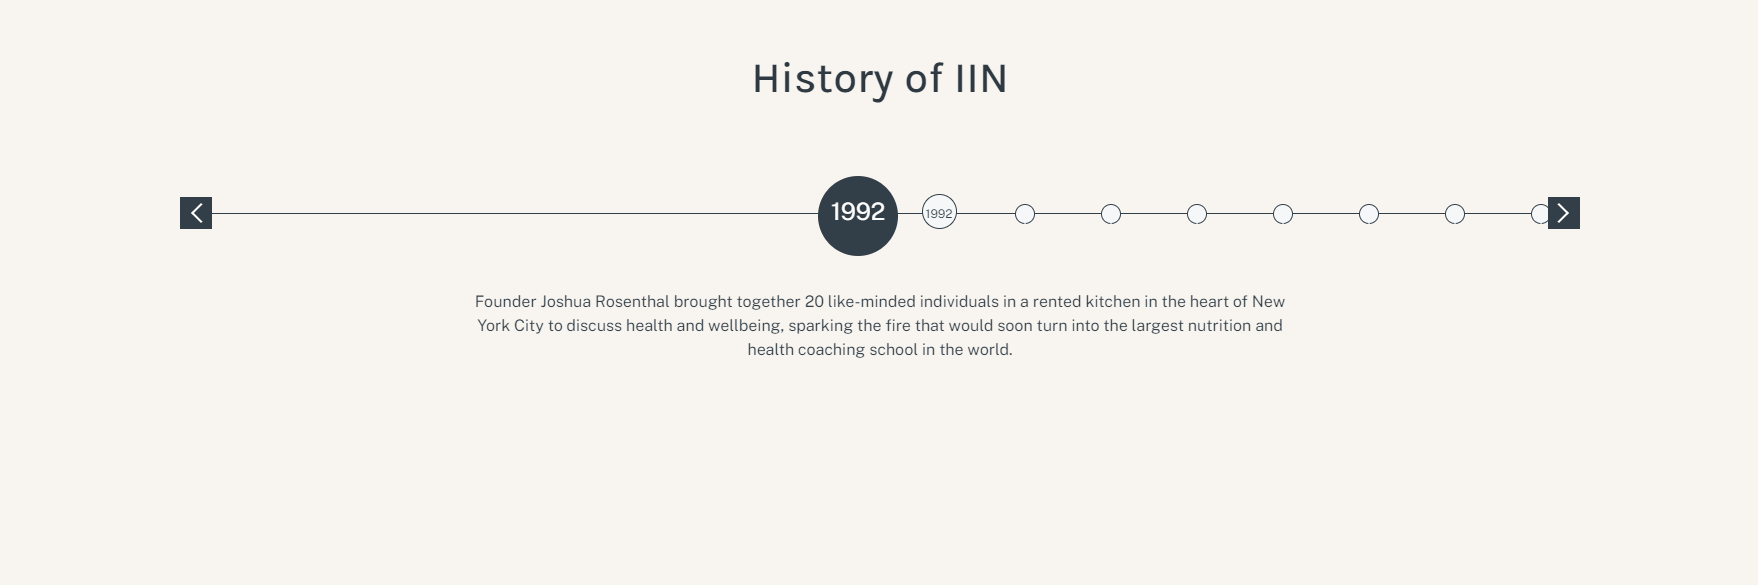 History of IIN
1992
1992
Founder Joshua Rosenthal brought together 20 like-minded individuals in a rented kitchen in the heart of New
York City to discuss health and wellbeing, sparking the fire that would soon turn into the largest nutrition and
health coaching school in the world.